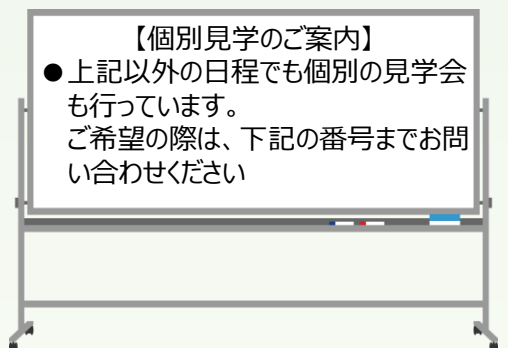 【個別見学のご案内】
●上記以外の日程でも個別の見学会
も行っています。
ご希望の際は、下記の番号までお問
い合わせください